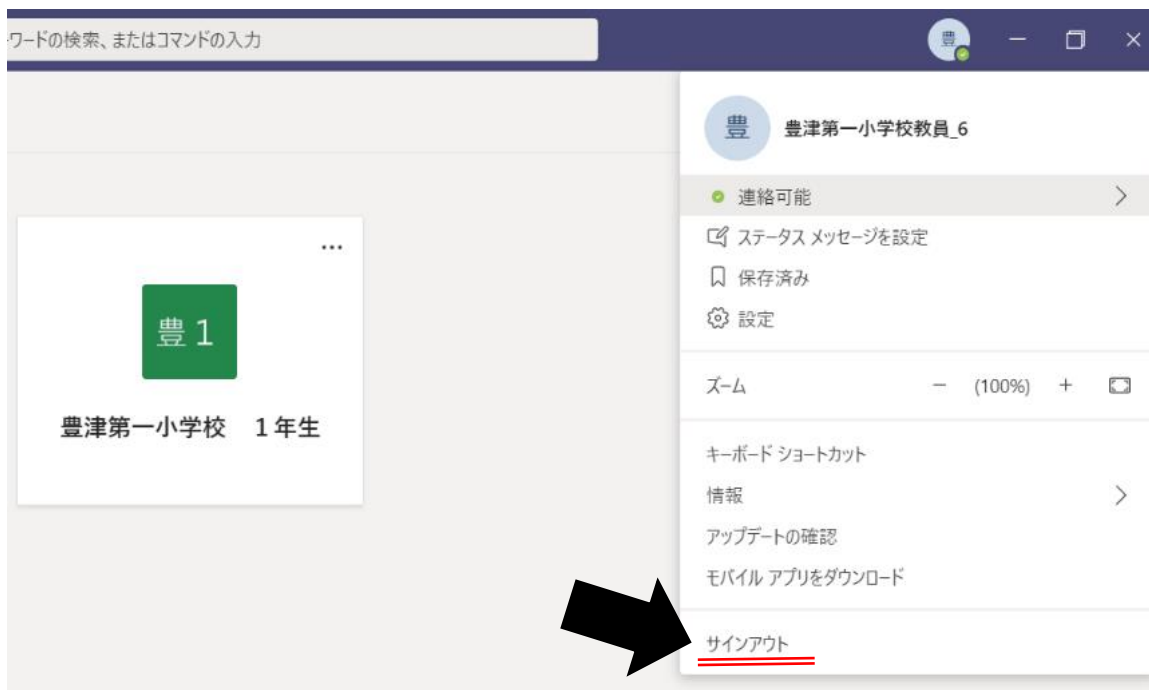 ワードの検索、またはコマンドの入力
豊
豊 豊津第一小学校教員_6
連絡可能
ステータス メッセージを設定
保存済み
設定
ズーム － (100%) +
キーボード ショートカット
情報
アップデートの確認
モバイル アプリをダウンロード
サインアウト
...
豊 1
豊津第一小学校　１年生